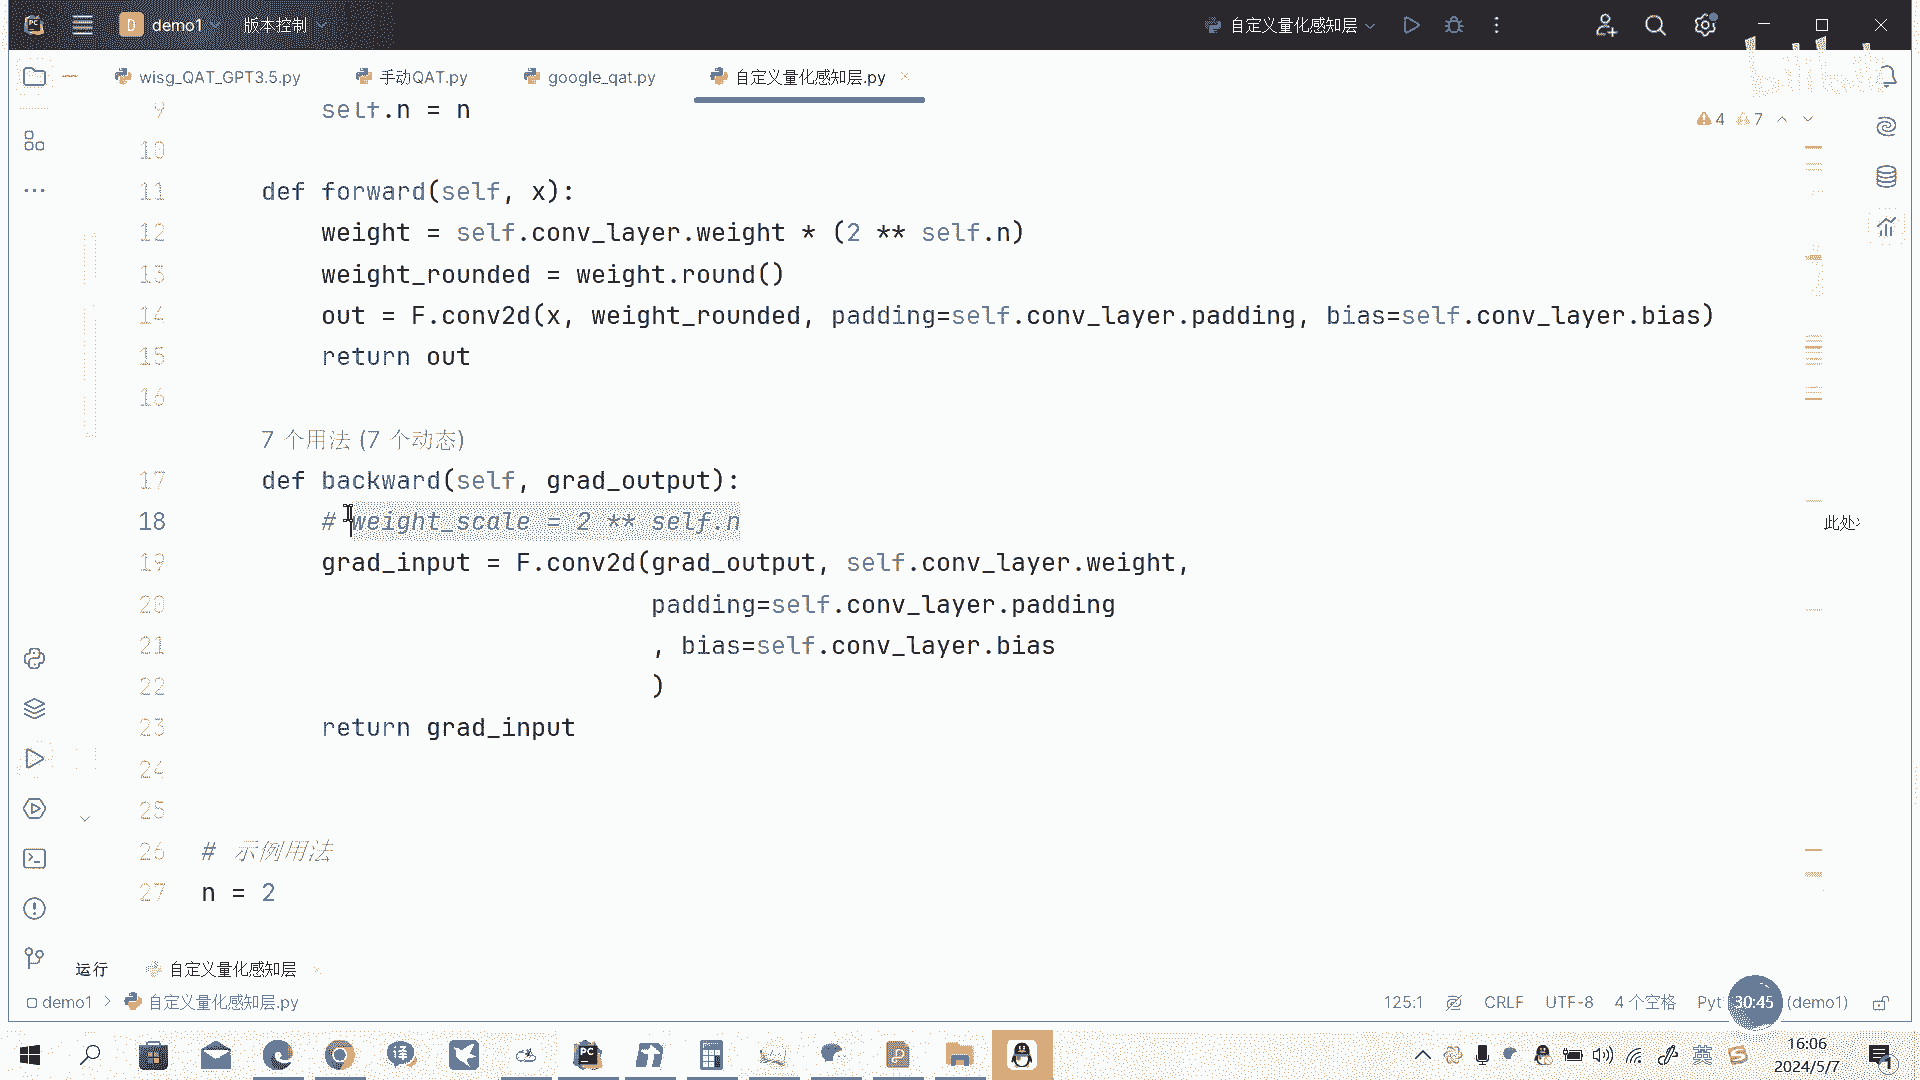 D demo1 版本控制 自定义量化感知层
wisg_QAT_GPT3.5.py 手动QAT.py google_qat.py 自定义量化感知层.py
bilibili
4 7
9 self.n = n
10
11 def forward(self, x):
12 weight = self.conv_layer.weight * (2 ** self.n)
13 weight_rounded = weight.round()
14 out = F.conv2d(x, weight_rounded, padding=self.conv_layer.padding, bias=self.conv_layer.bias)
15 return out
16
7 个用法 (7 个动态)
17 def backward(self, grad_output):
18 # weight_scale = 2 ** self.n
此处
19 grad_input = F.conv2d(grad_output, self.conv_layer.weight,
20 padding=self.conv_layer.padding
21 , bias=self.conv_layer.bias
22 )
23 return grad_input
24
25
26 # 示例用法
27 n = 2
运行 自定义量化感知层
demo1 > 自定义量化感知层.py 125:1 CRLF UTF-8 4 个空格 Pyt 30:45 (demo1)
PC 译 英 16:06
2024/5/7 1